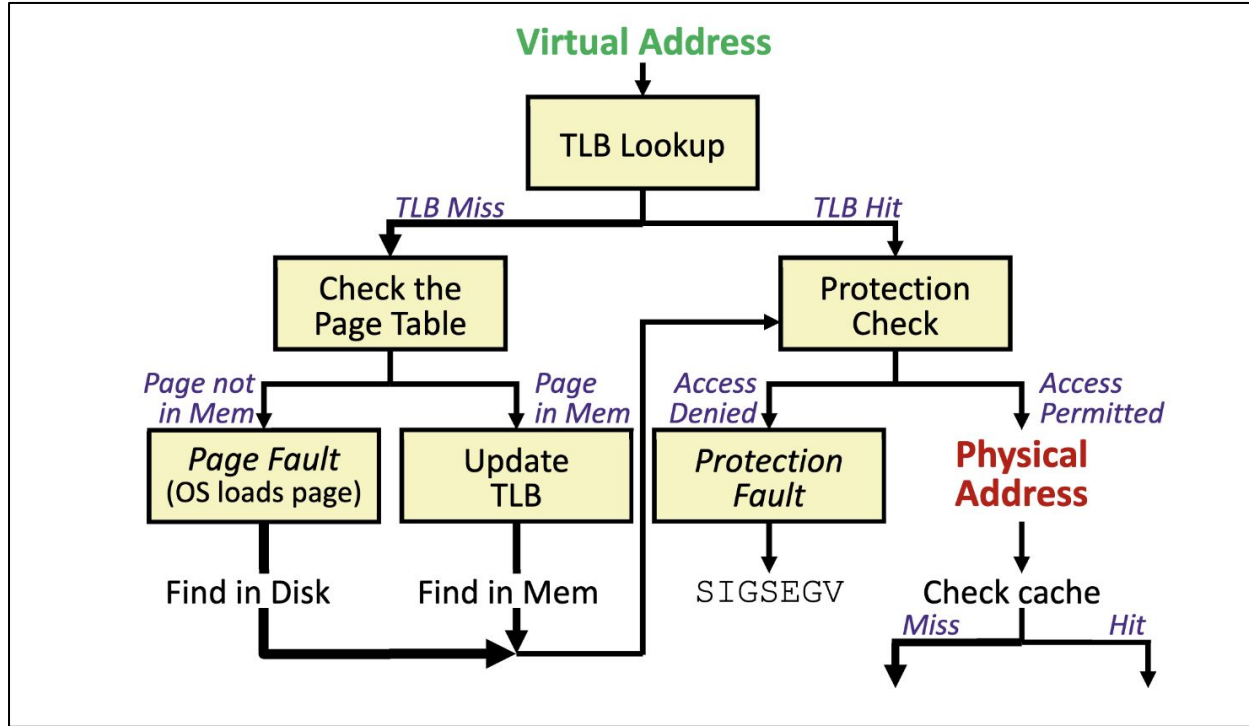 Virtual Address
TLB Lookup
TLB Miss
TLB Hit
Check the
Page Table
Protection
Check
Page not
in Mem
Page
in Mem
Access
Denied
Access
Permitted
Page Fault
(OS loads page)
Update
TLB
Protection
Fault
Physical
Address
Find in Disk
Find in Mem
SIGSEGV
Check cache
Miss
Hit